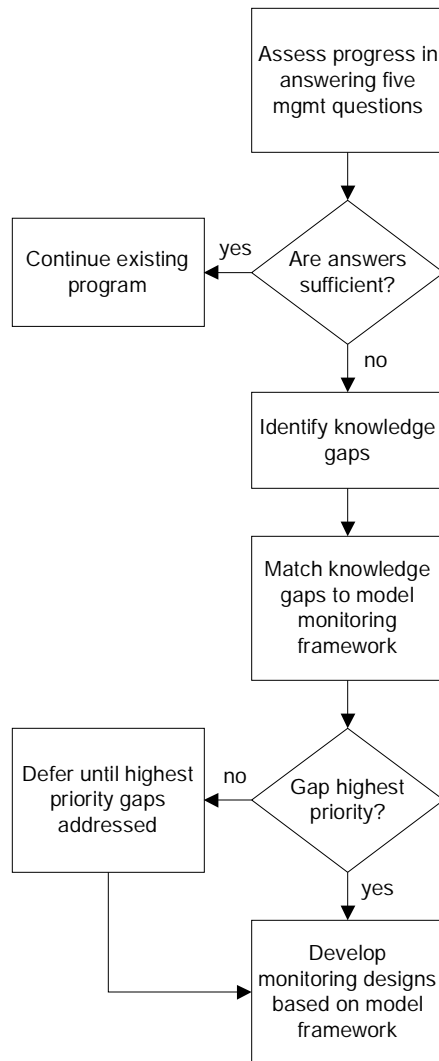 Assess progress in
answering five
mgmt questions
yes
Continue existing
program
Are answers
sufficient?
no
Identify knowledge
gaps
Match knowledge
gaps to model
monitoring
framework
Defer until highest
priority gaps
addressed
no
Gap highest
priority?
yes
Develop
monitoring designs
based on model
framework